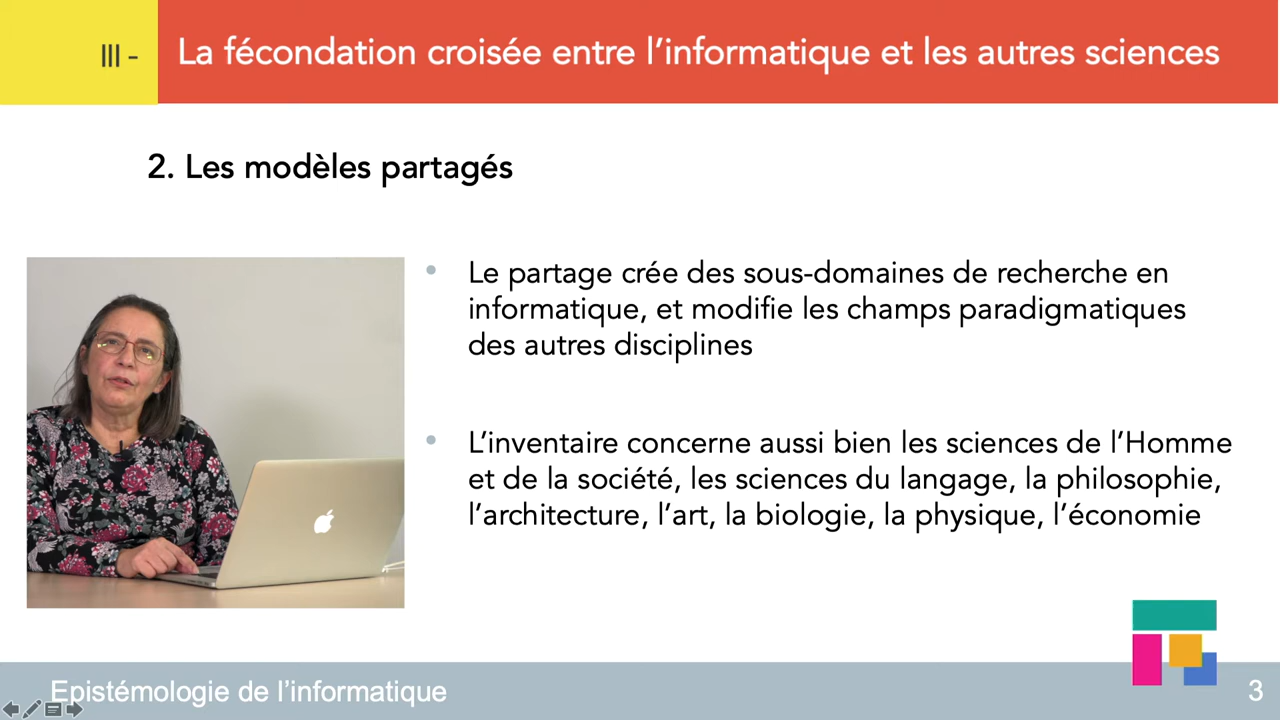 III -
La fécondation croisée entre l’informatique et les autres sciences
2. Les modèles partagés
• Le partage crée des sous-domaines de recherche en
informatique, et modifie les champs paradigmatiques
des autres disciplines
• L’inventaire concerne aussi bien les sciences de l’Homme
et de la société, les sciences du langage, la philosophie,
l’architecture, l’art, la biologie, la physique, l’économie
Epistémologie de l’informatique
3